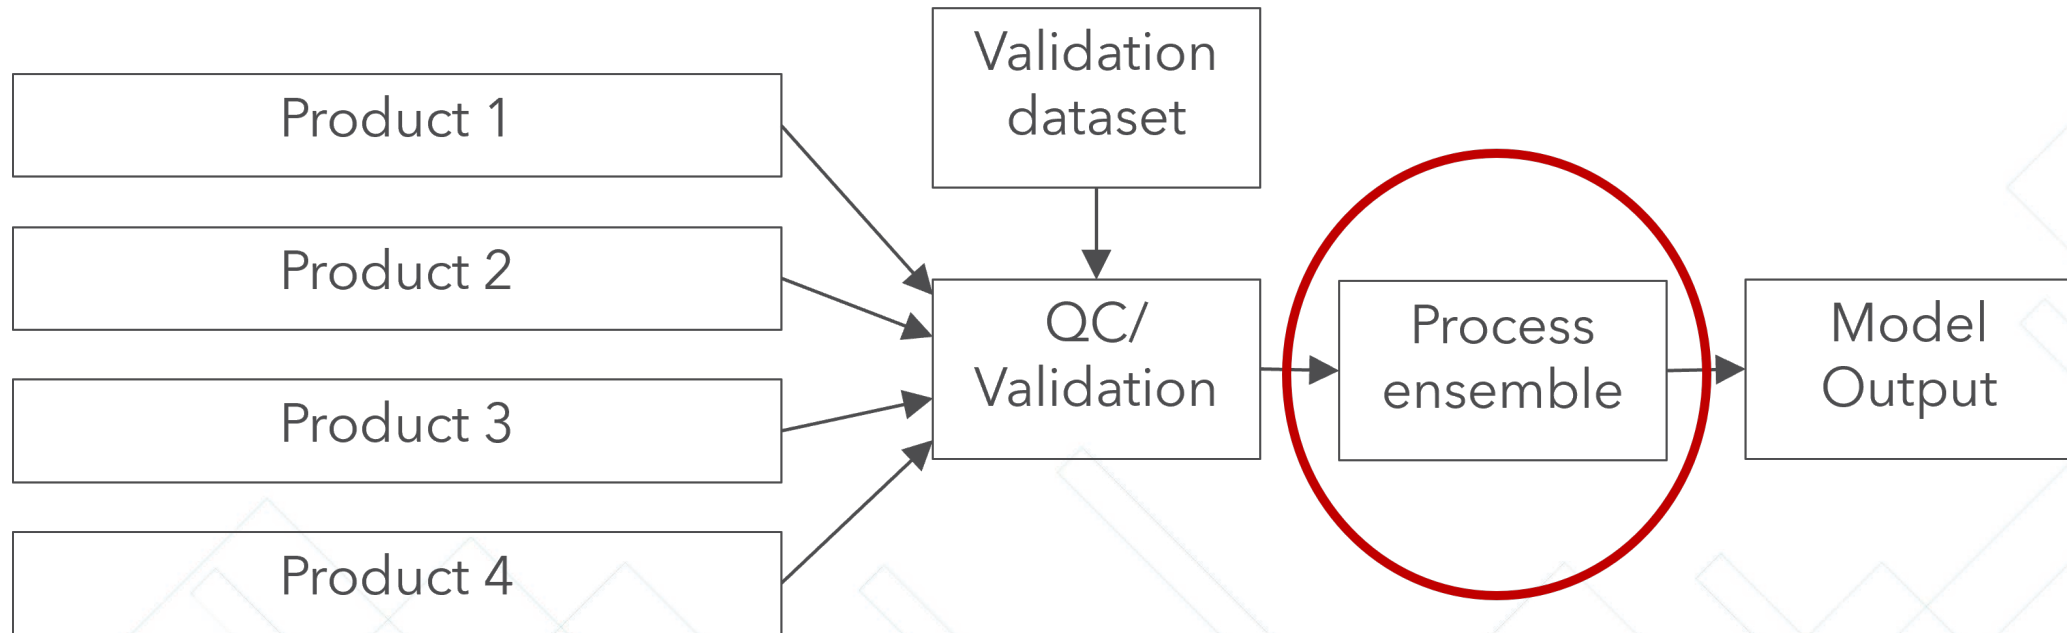 Product 1
Product 2
Product 3
Product 4
Validation
dataset
QC/
Validation
Process
ensemble
Model
Output